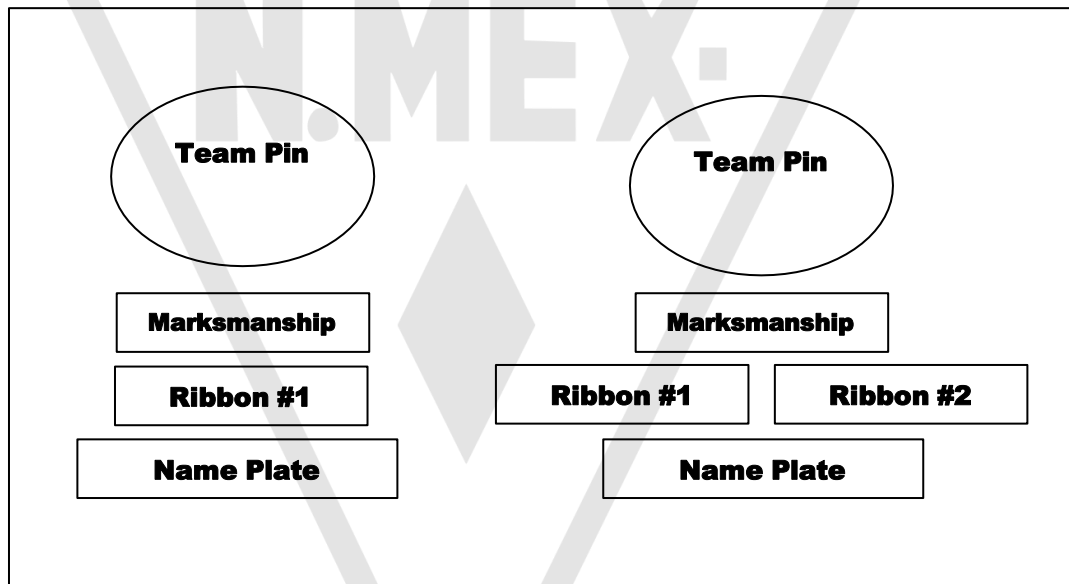 N.MEX.
Team Pin
Marksmanship
Ribbon #1
Name Plate
Team Pin
Marksmanship
Ribbon #1 Ribbon #2
Name Plate